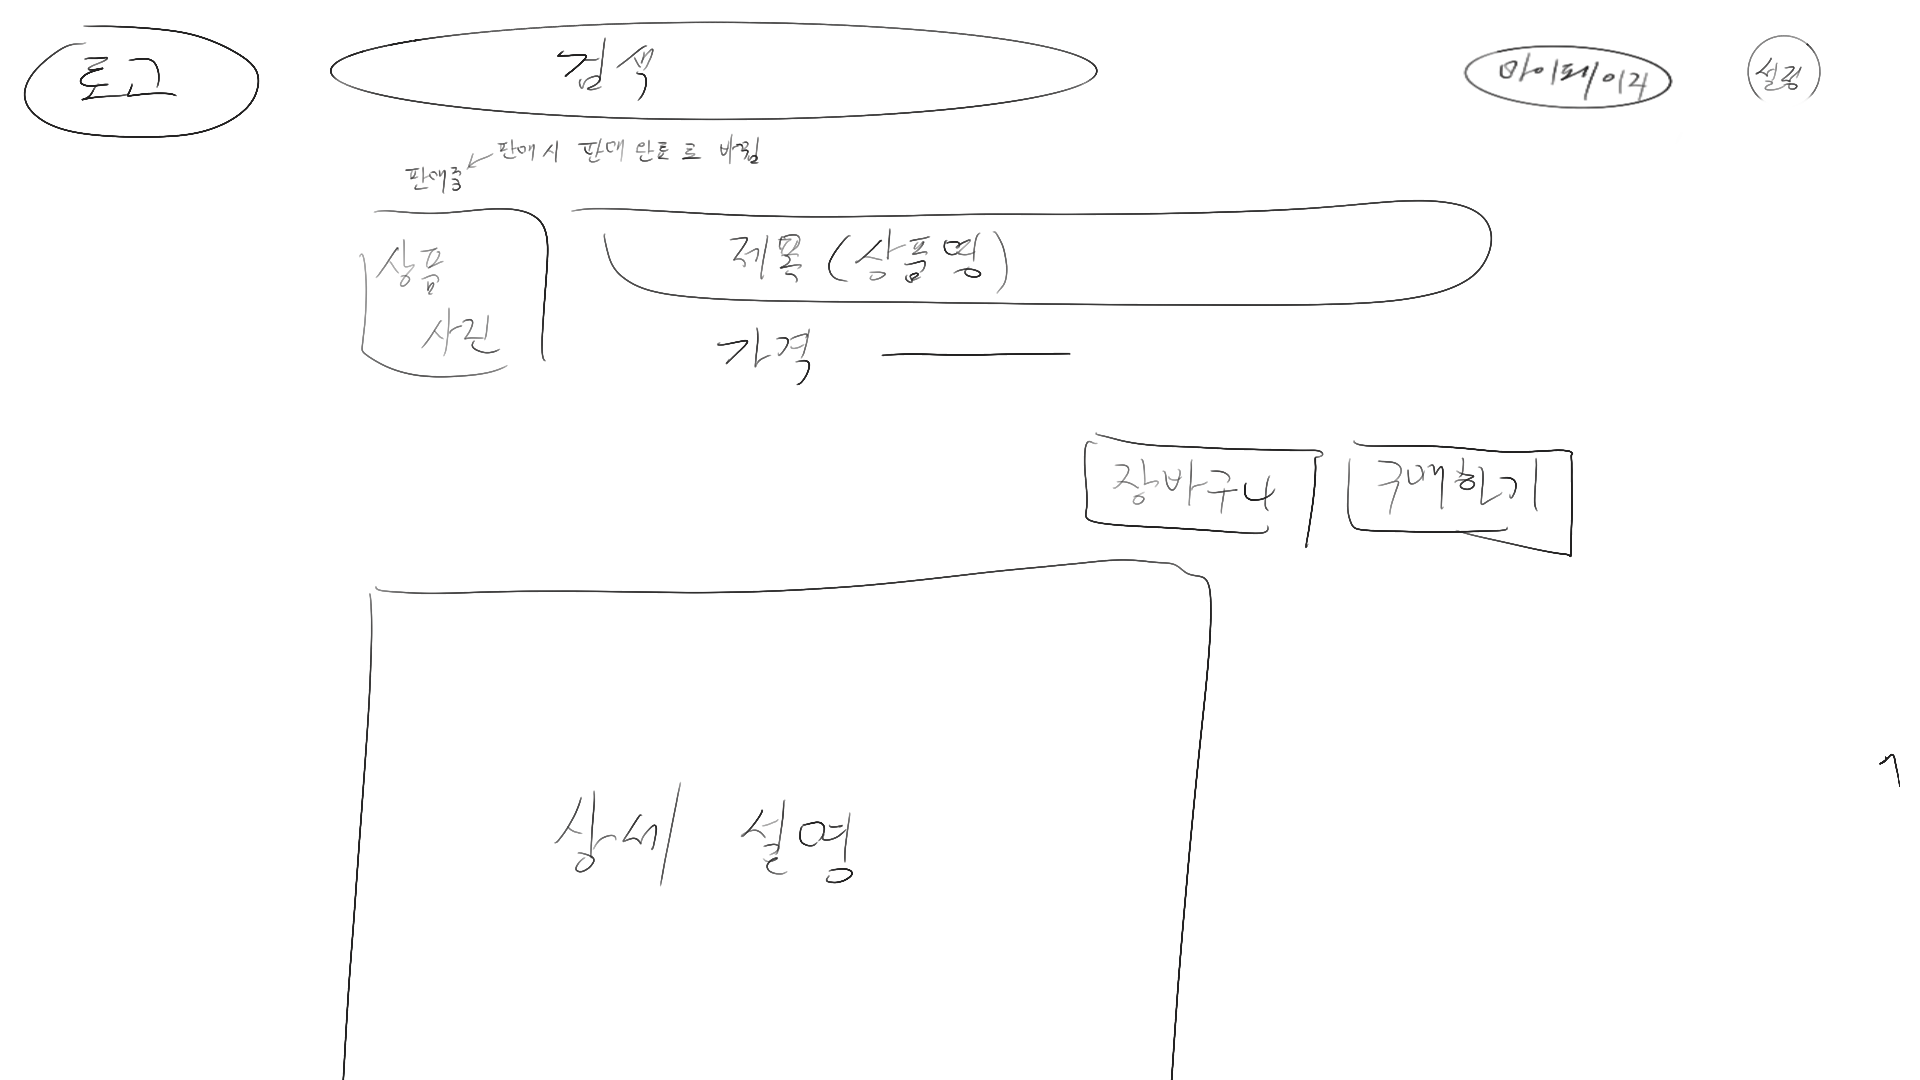 로고
검색
마이페이지
설정
판매시 판매 완료로 바뀜
판매중
상품
사진
제목 (상품명)
가격
장바구니
구매하기
상세 설명